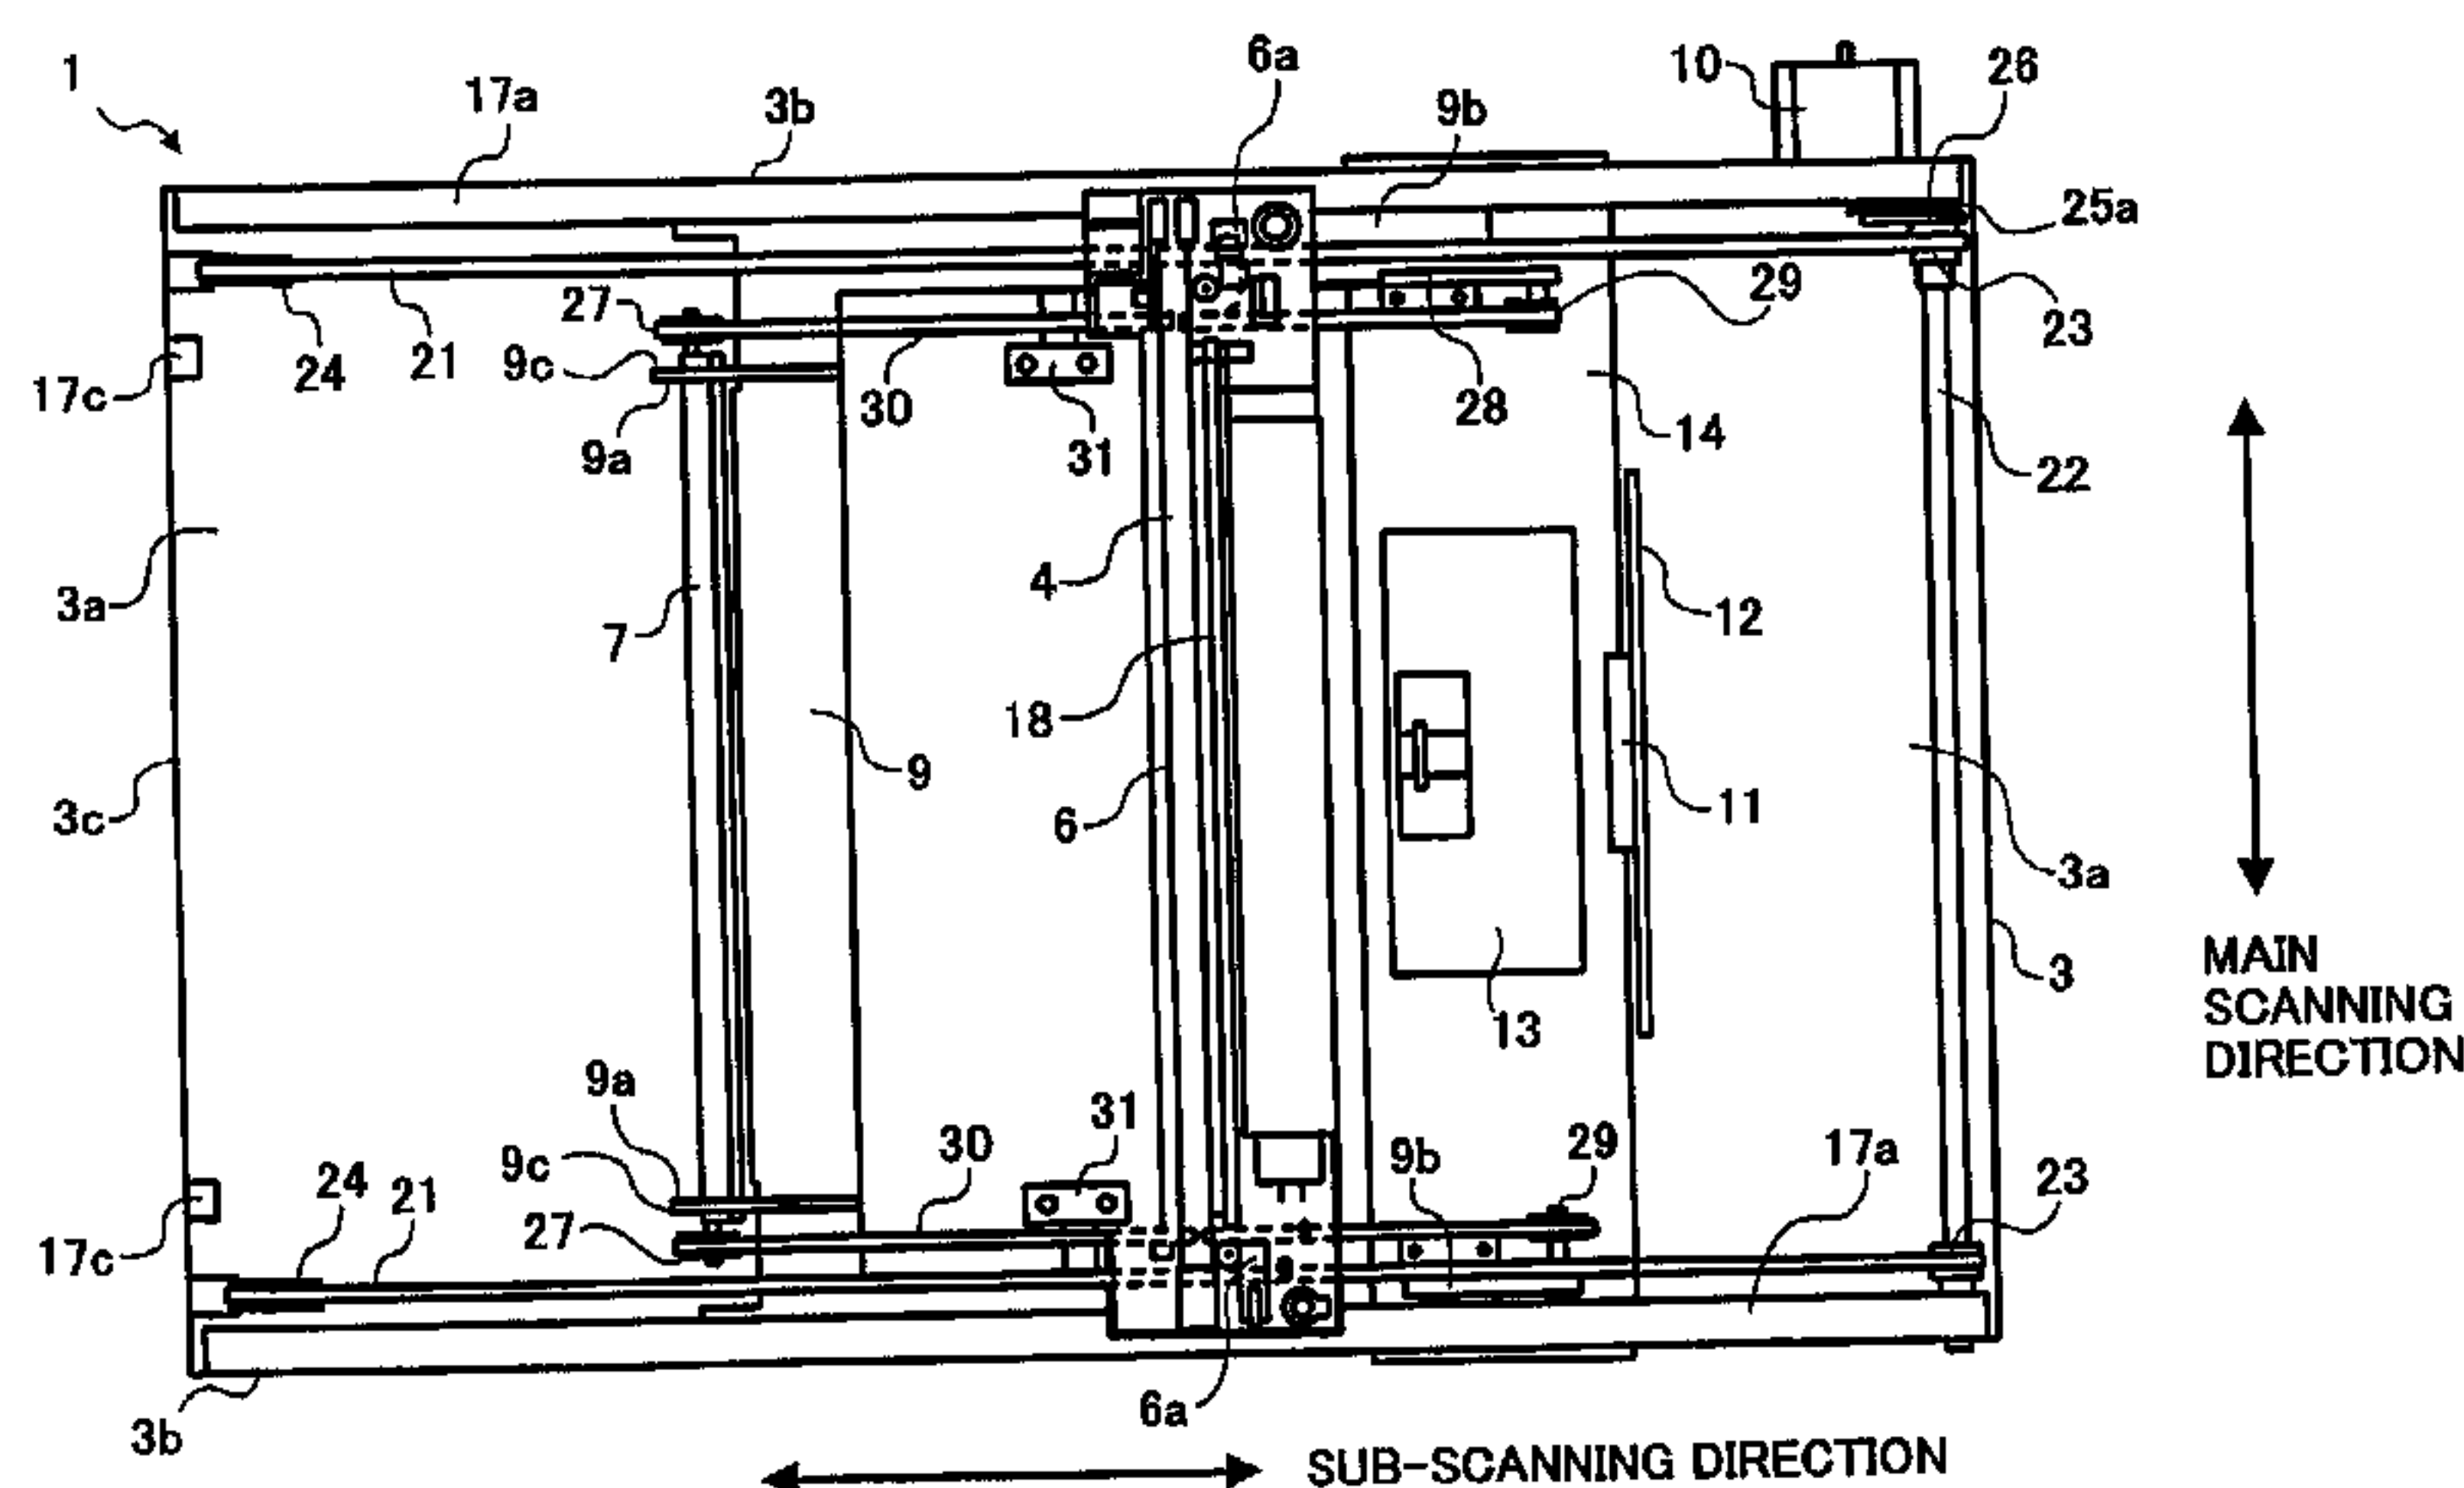 1
17a
3b
6a
9b
10
26
25a
27
9c
17c
24
21
9a
30
31
28
29
23
14
22
3a
7
4
12
18
9
3c
6
11
3a
3
13
MAIN
SCANNING
DIRECTION
9a
9c
31
30
9b
29
17a
23
24
21
27
17c
3b
6a
SUB-SCANNING DIRECTION